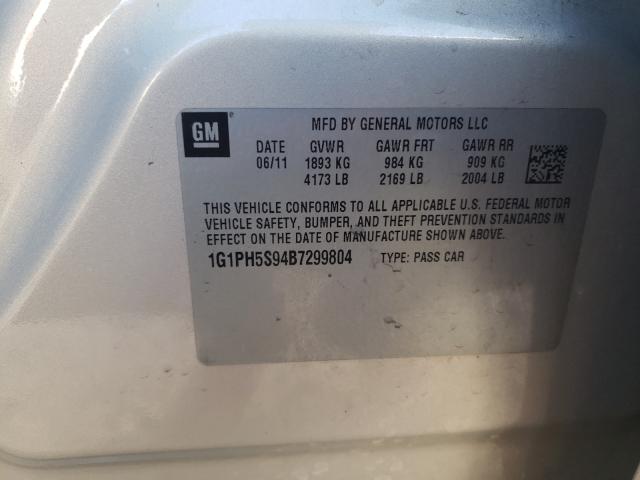 GM
MFD BY GENERAL MOTORS LLC
DATE GVWR GAWR FRT GAWR RR
06/11 1893 KG 984 KG 909 KG
4173 LB 2169 LB 2004 LB
THIS VEHICLE CONFORMS TO ALL APPLICABLE U.S. FEDERAL MOTOR
VEHICLE SAFETY, BUMPER, AND THEFT PREVENTION STANDARDS IN
EFFECT ON THE DATE OF MANUFACTURE SHOWN ABOVE.
1G1PH5S94B7299804 TYPE: PASS CAR